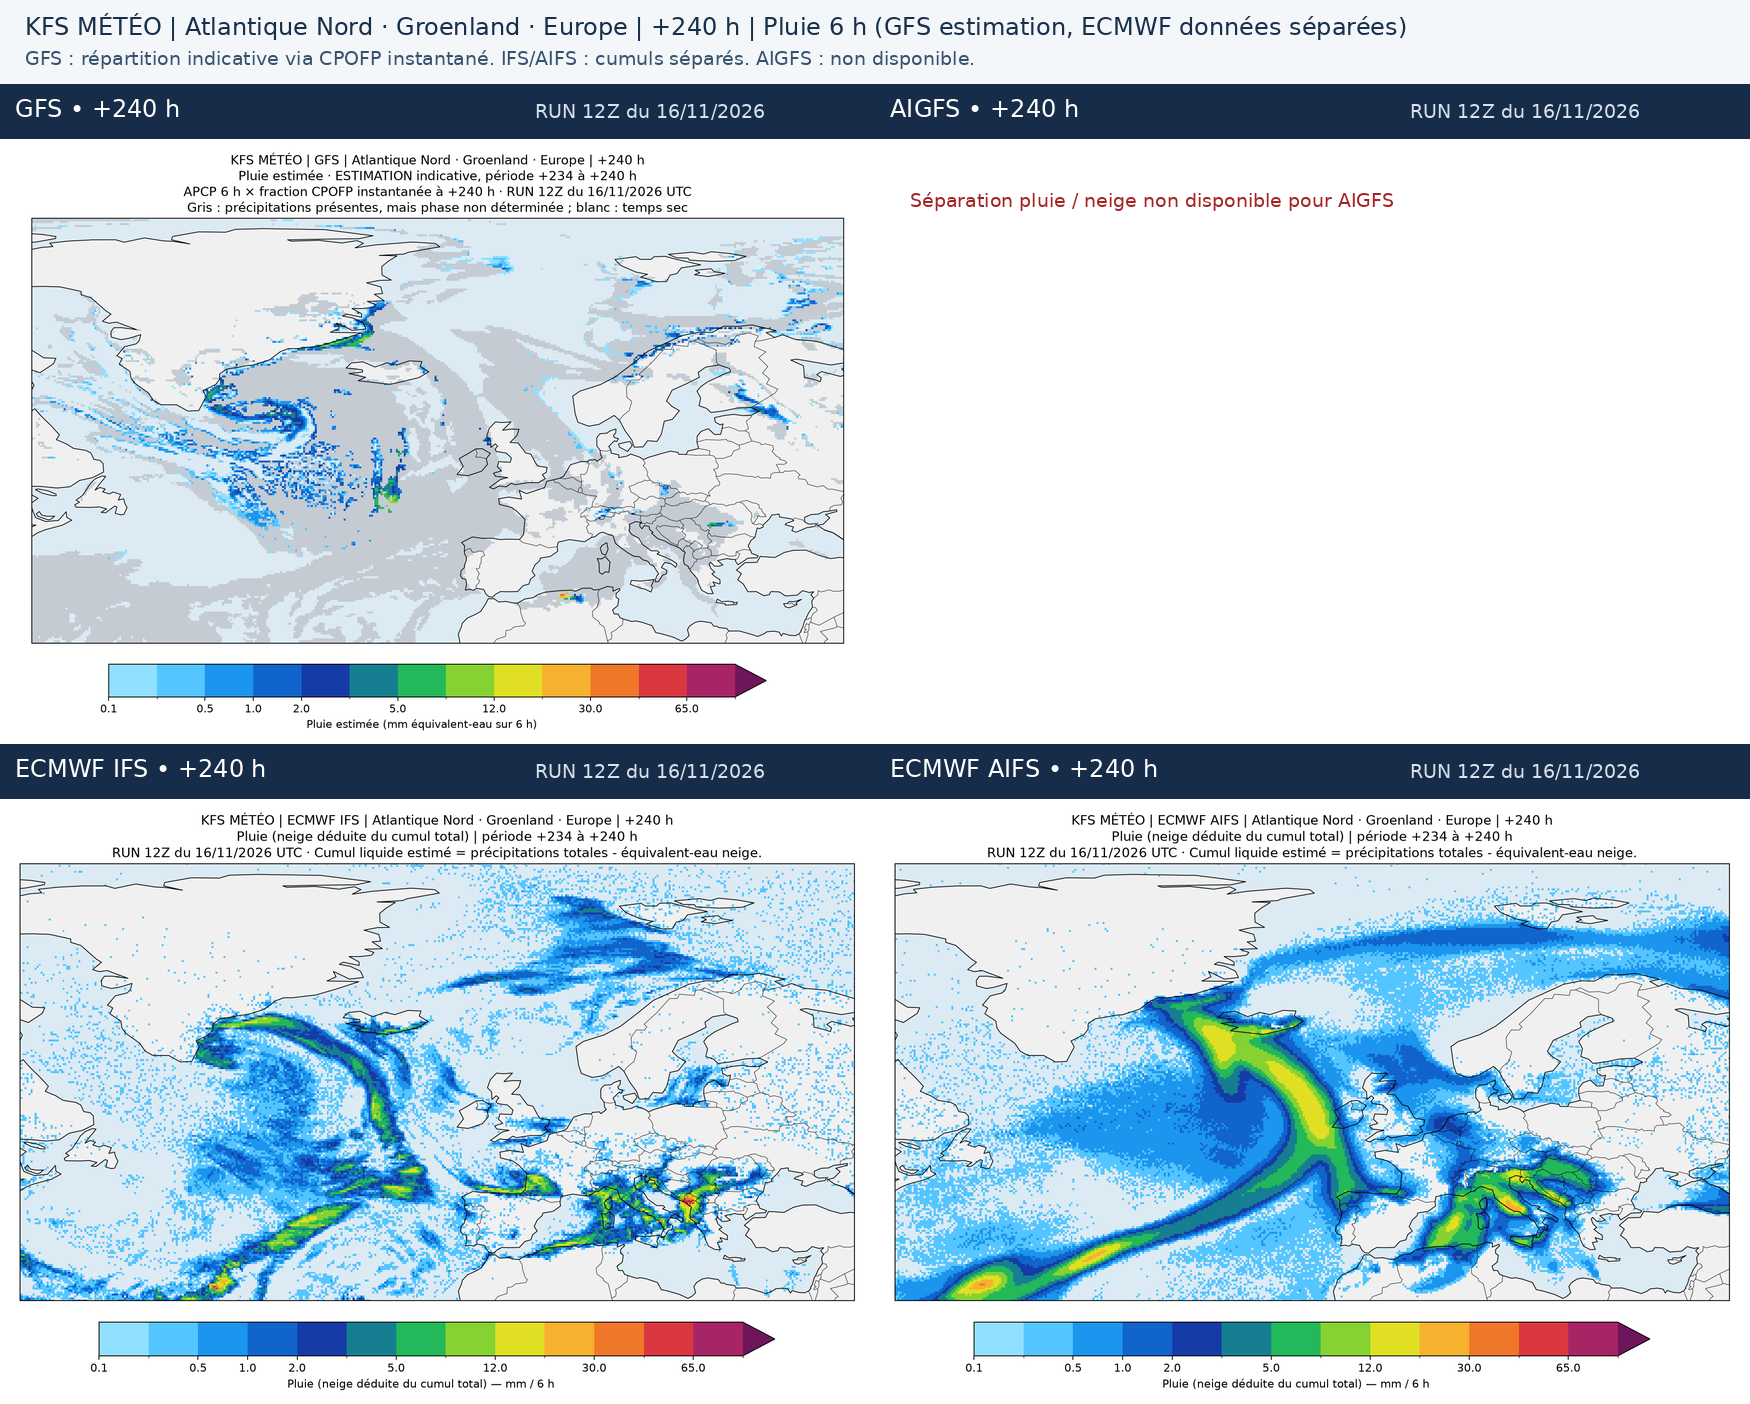 KFS MÉTÉO | Atlantique Nord · Groenland · Europe | +240 h | Pluie 6 h (GFS estimation, ECMWF données séparées)
GFS : répartition indicative via CPOFP instantané. IFS/AIFS : cumuls séparés. AIGFS : non disponible.
GFS • +240 h
RUN 12Z du 16/11/2026
AIGFS • +240 h
RUN 12Z du 16/11/2026
KFS MÉTÉO | GFS | Atlantique Nord · Groenland · Europe | +240 h
Pluie estimée · ESTIMATION indicative, période +234 à +240 h
APCP 6 h × fraction CPOFP instantanée à +240 h · RUN 12Z du 16/11/2026 UTC
Gris : précipitations présentes, mais phase non déterminée ; blanc : temps sec
Séparation pluie / neige non disponible pour AIGFS
0.1 0.5 1.0 2.0 5.0 12.0 30.0 65.0
Pluie estimée (mm équivalent-eau sur 6 h)
ECMWF IFS • +240 h
RUN 12Z du 16/11/2026
ECMWF AIFS • +240 h
RUN 12Z du 16/11/2026
KFS MÉTÉO | ECMWF IFS | Atlantique Nord · Groenland · Europe | +240 h
Pluie (neige déduite du cumul total) | période +234 à +240 h
RUN 12Z du 16/11/2026 UTC · Cumul liquide estimé = précipitations totales - équivalent-eau neige.
KFS MÉTÉO | ECMWF AIFS | Atlantique Nord · Groenland · Europe | +240 h
Pluie (neige déduite du cumul total) | période +234 à +240 h
RUN 12Z du 16/11/2026 UTC · Cumul liquide estimé = précipitations totales - équivalent-eau neige.
0.1 0.5 1.0 2.0 5.0 12.0 30.0 65.0
Pluie (neige déduite du cumul total) — mm / 6 h
0.1 0.5 1.0 2.0 5.0 12.0 30.0 65.0
Pluie (neige déduite du cumul total) — mm / 6 h